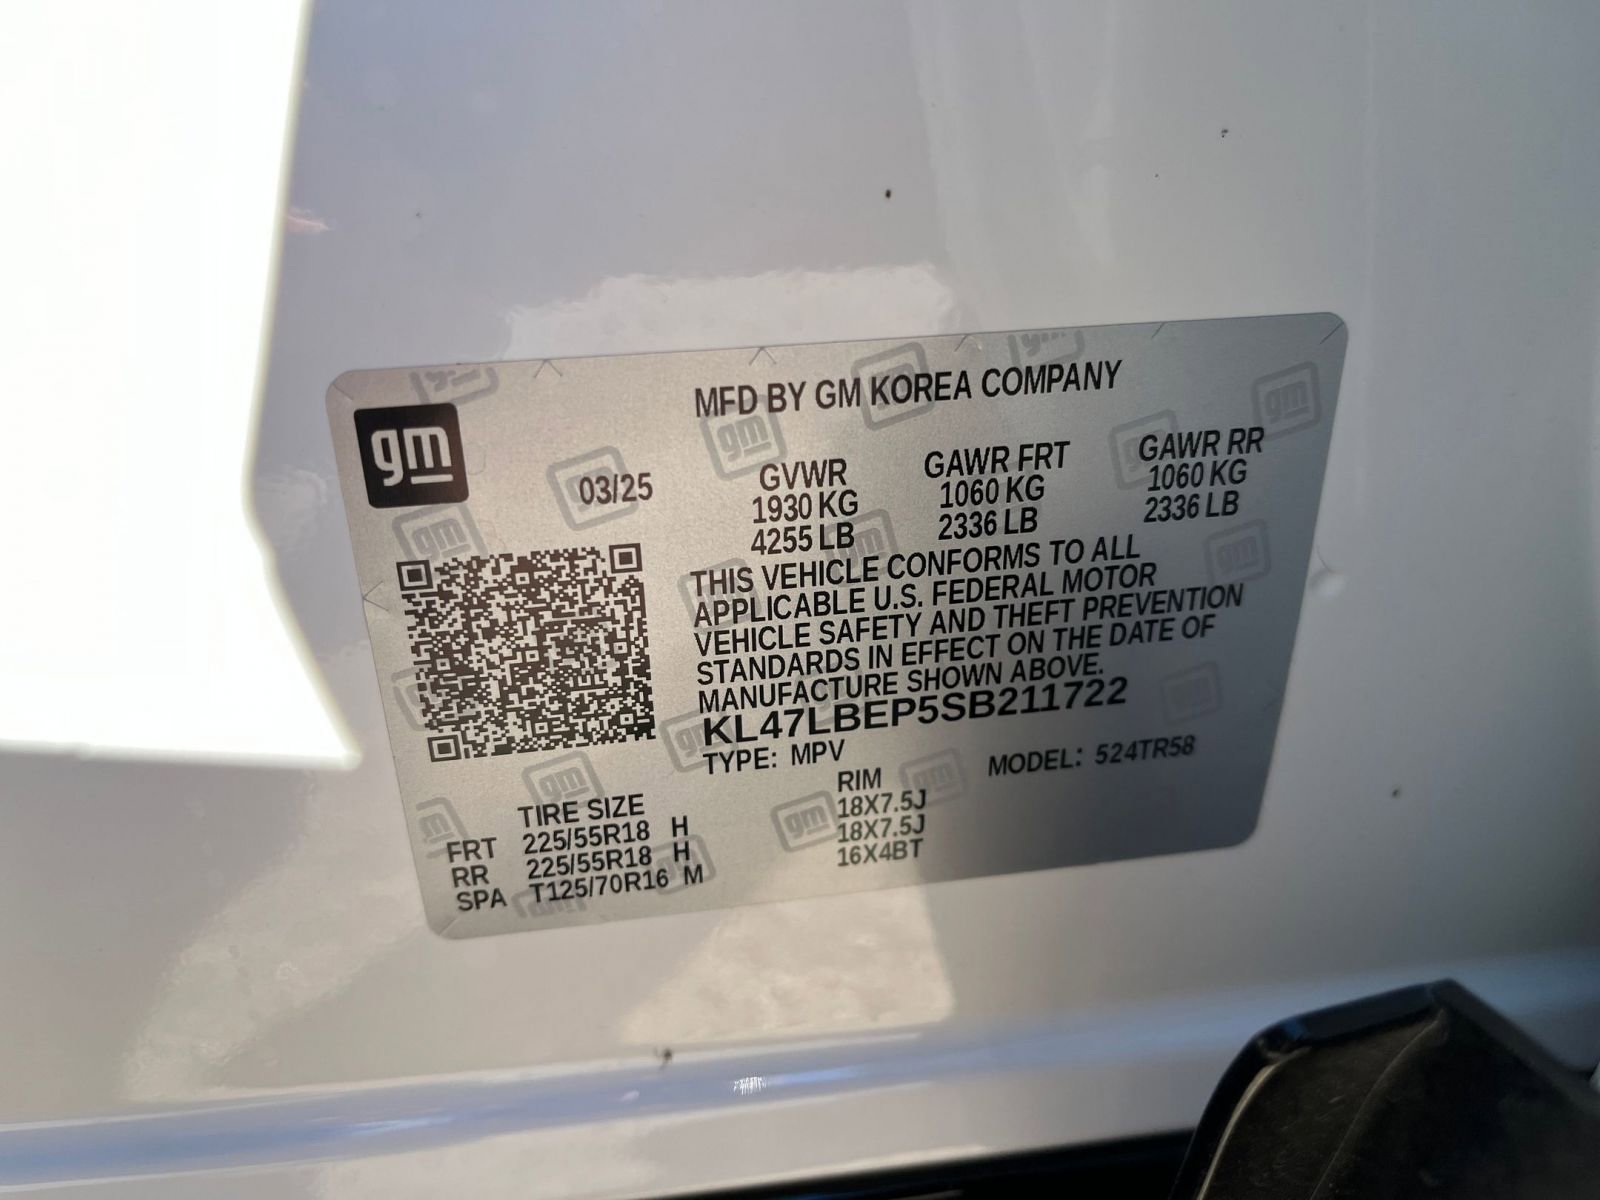 gm
MFD BY GM KOREA COMPANY
03/25
GVWR GAWR FRT GAWR RR
1930 KG 1060 KG 1060 KG
4255 LB 2336 LB 2336 LB
THIS VEHICLE CONFORMS TO ALL
APPLICABLE U.S. FEDERAL MOTOR
VEHICLE SAFETY AND THEFT PREVENTION
STANDARDS IN EFFECT ON THE DATE OF
MANUFACTURE SHOWN ABOVE.
KL47LBEP5SB211722
TYPE: MPV MODEL: 524TR58
TIRE SIZE RIM
FRT 225/55R18 H 18X7.5J
RR 225/55R18 H 18X7.5J
SPA T125/70R16 M 16X4BT